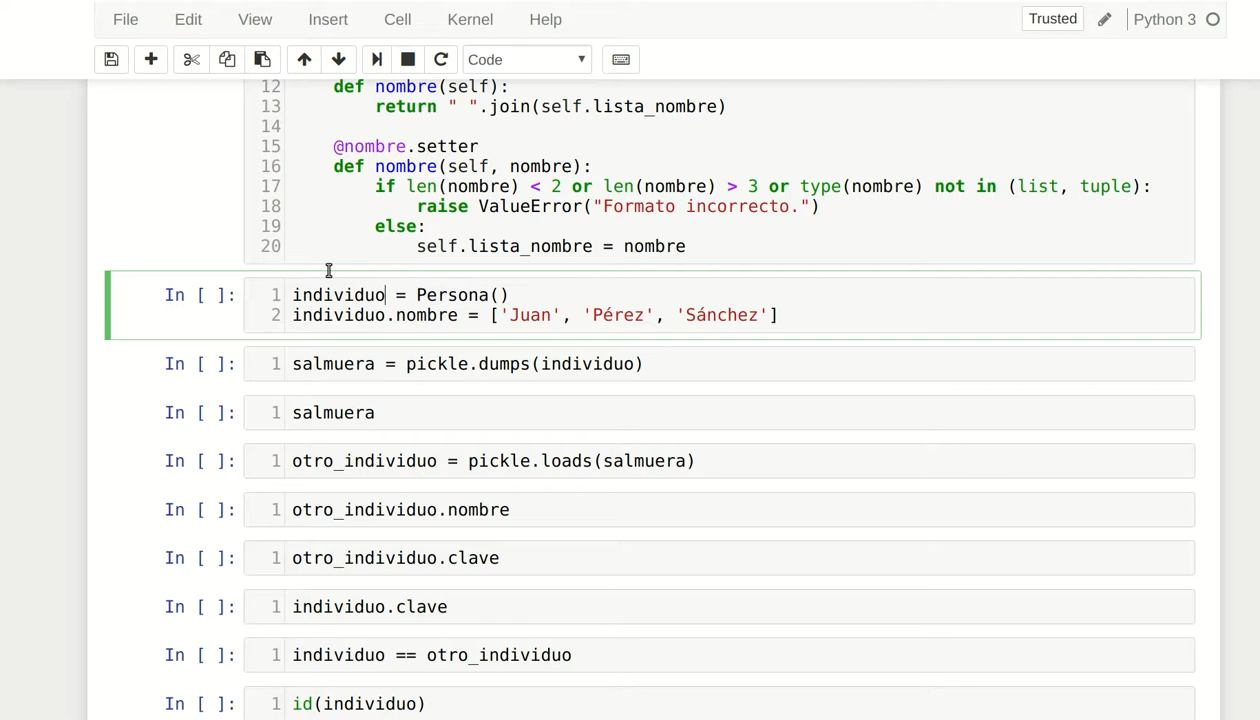 File Edit View Insert Cell Kernel Help Trusted Python 3
Code
12 def nombre(self):
13 return " ".join(self.lista_nombre)
14
15 @nombre.setter
16 def nombre(self, nombre):
17 if len(nombre) < 2 or len(nombre) > 3 or type(nombre) not in (list, tuple):
18 raise ValueError("Formato incorrecto.")
19 else:
20 self.lista_nombre = nombre
In [ ]: 1 individuo = Persona()
2 individuo.nombre = ['Juan', 'Pérez', 'Sánchez']
In [ ]: 1 salmuera = pickle.dumps(individuo)
In [ ]: 1 salmuera
In [ ]: 1 otro_individuo = pickle.loads(salmuera)
In [ ]: 1 otro_individuo.nombre
In [ ]: 1 otro_individuo.clave
In [ ]: 1 individuo.clave
In [ ]: 1 individuo == otro_individuo
In [ ]: 1 id(individuo)